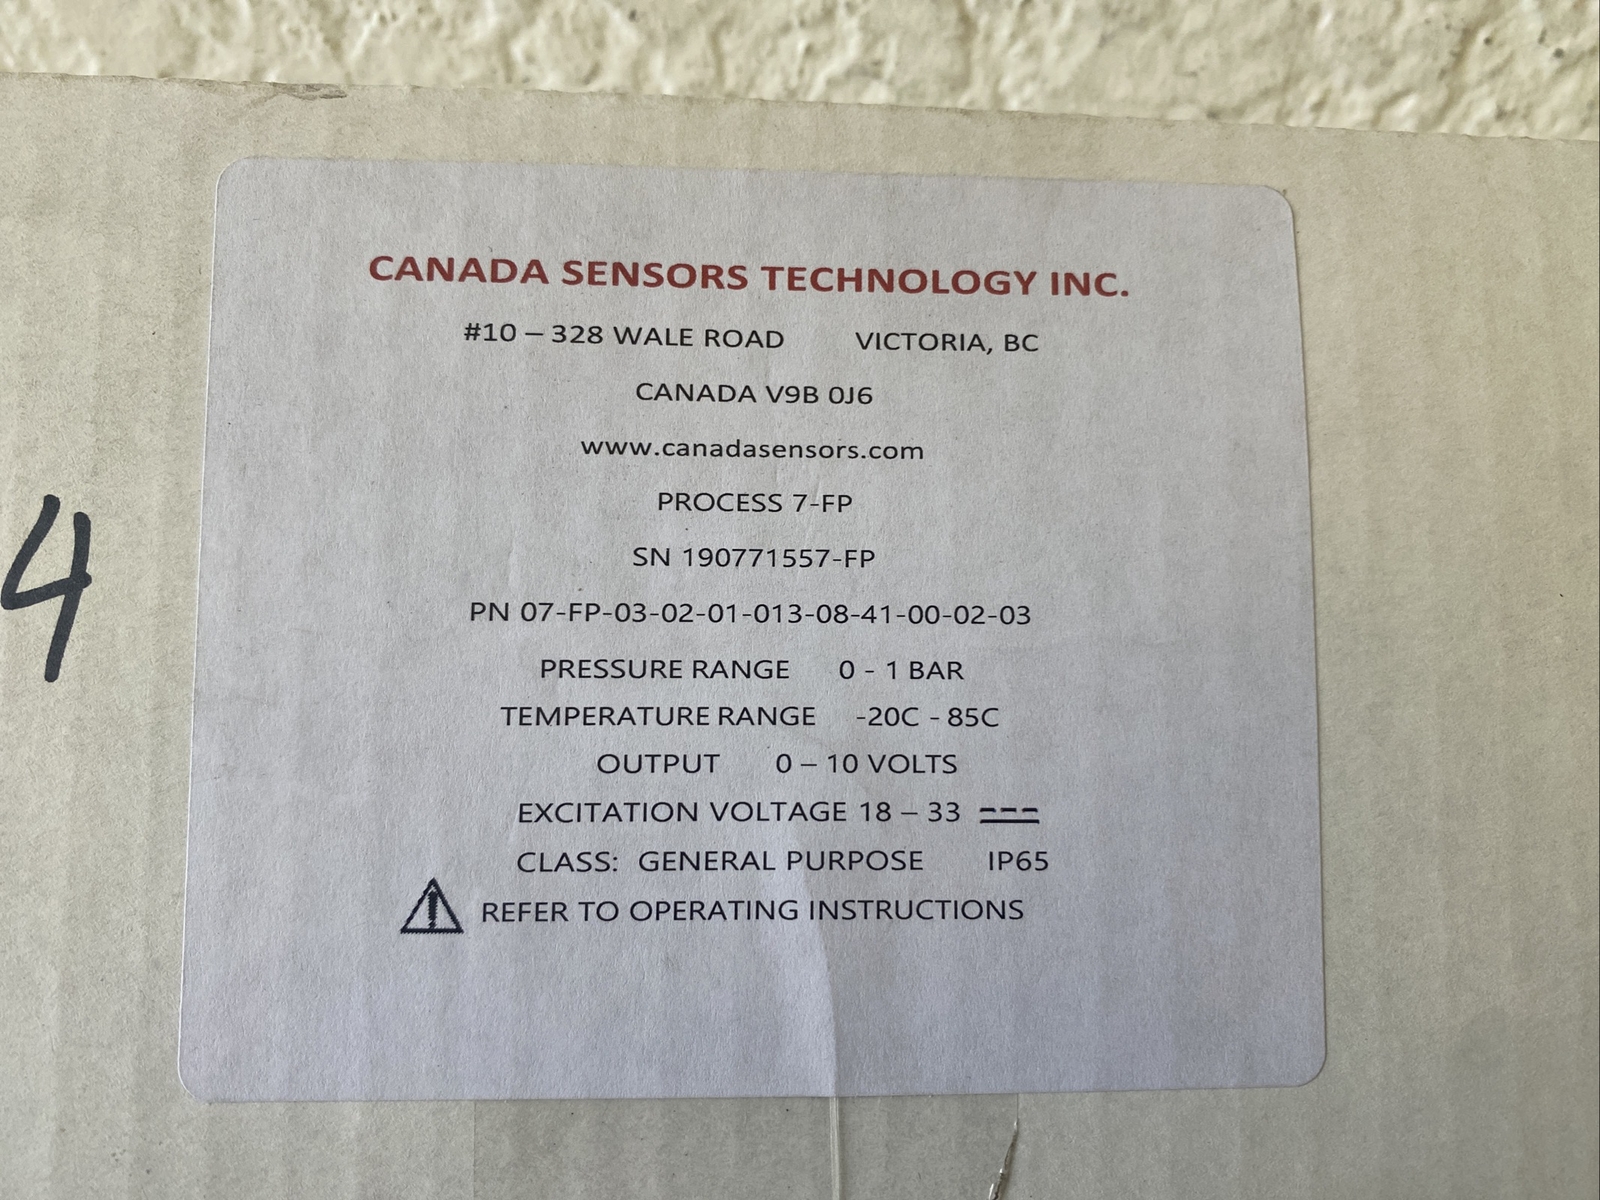 CANADA SENSORS TECHNOLOGY INC.
#10 – 328 WALE ROAD VICTORIA, BC
CANADA V9B 0J6
www.canadasensors.com
PROCESS 7-FP
SN 190771557-FP
PN 07-FP-03-02-01-013-08-41-00-02-03
PRESSURE RANGE 0 - 1 BAR
TEMPERATURE RANGE -20C - 85C
OUTPUT 0 – 10 VOLTS
EXCITATION VOLTAGE 18 – 33 ⎓
CLASS: GENERAL PURPOSE IP65
⚠ REFER TO OPERATING INSTRUCTIONS
4